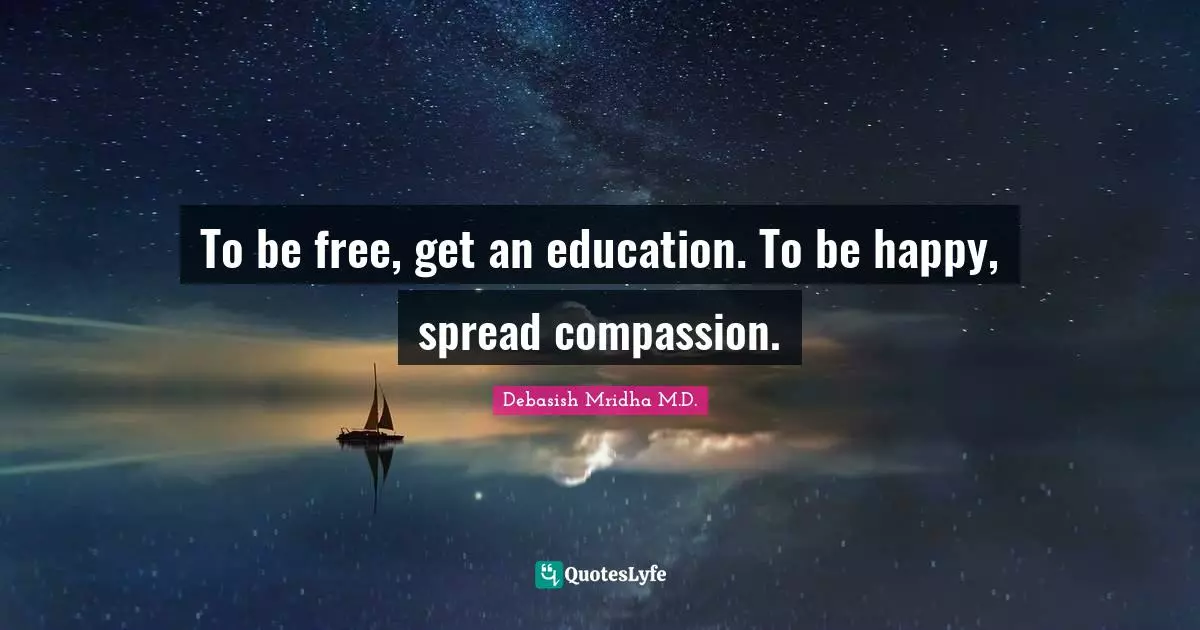 To be free, get an education. To be happy,
spread compassion.
Debasish Mridha M.D.
QuotesLyfe